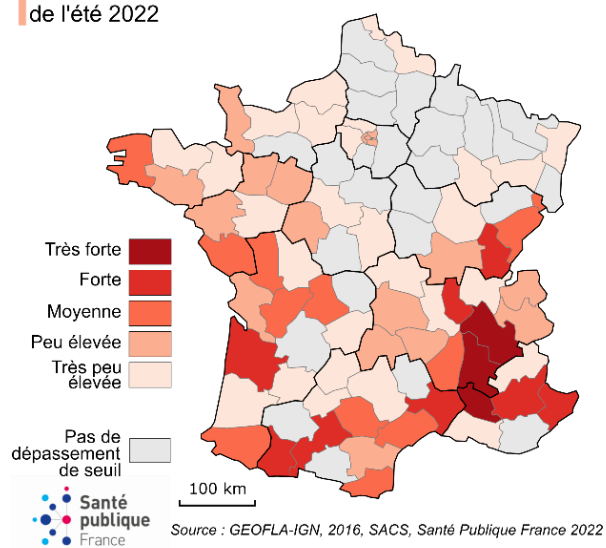 de l'été 2022
Très forte
Forte
Moyenne
Peu élevée
Très peu
élevée
Pas de
dépassement
de seuil
100 km
Santé
publique
France
Source : GEOFLA-IGN, 2016, SACS, Santé Publique France 2022